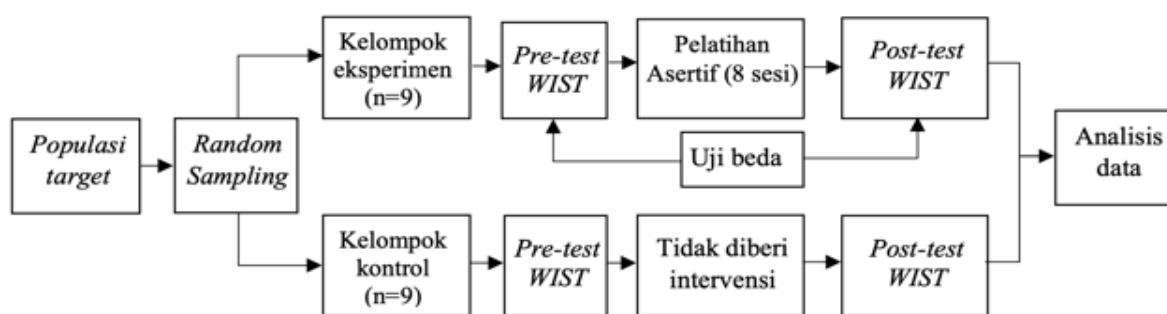 Populasi
target
Random
Sampling
Kelompok
eksperimen
(n=9)
Pre-test
WIST
Pelatihan
Asertif (8 sesi)
Post-test
WIST
Uji beda
Kelompok
kontrol
(n=9)
Pre-test
WIST
Tidak diberi
intervensi
Post-test
WIST
Analisis
data